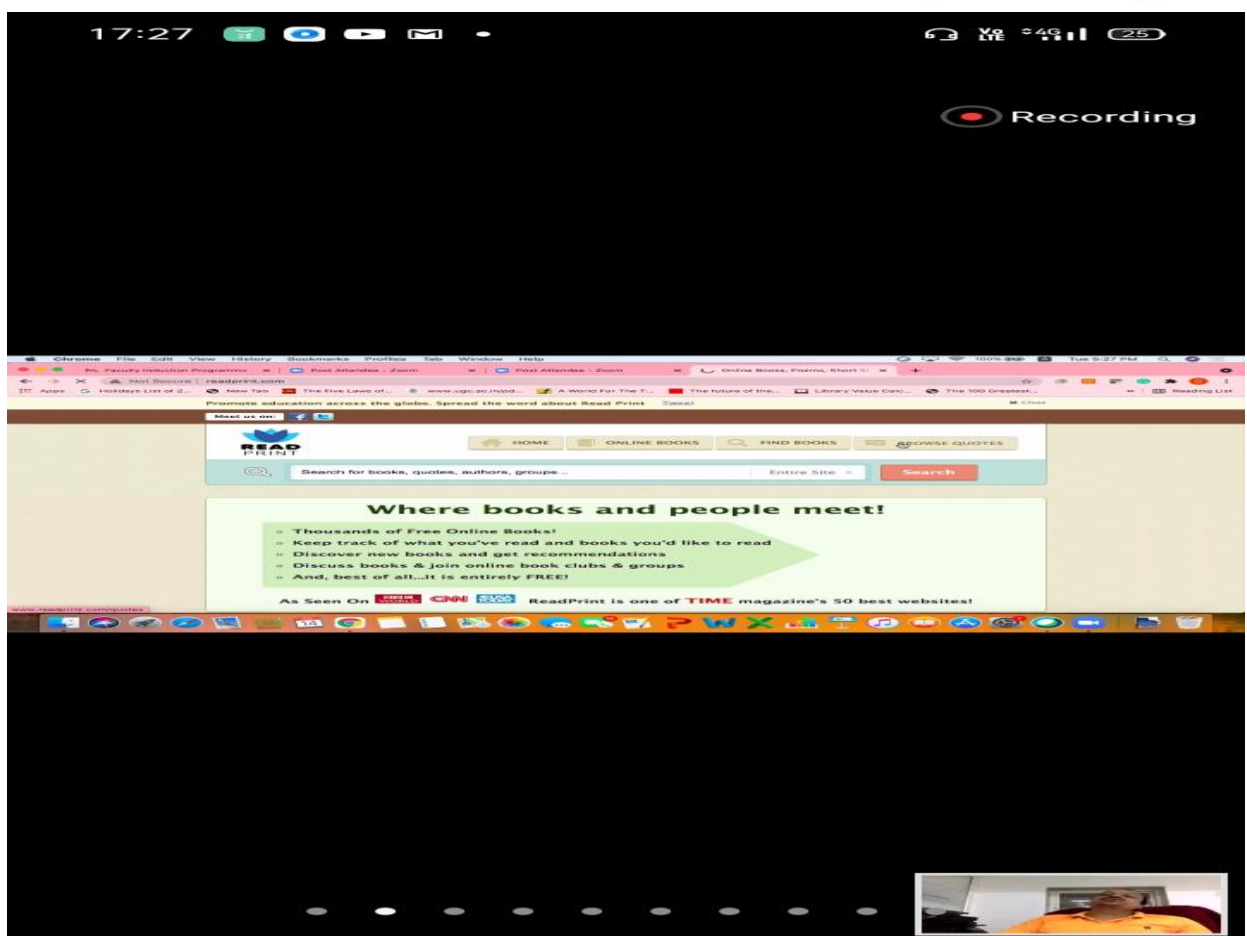 17:27
Vo LTE 4G 25
Recording
Chrome File Edit View History Bookmarks Profiles Tab Window Help 100% Tue 5:27 PM
Faculty Induction Programme Post Attendee - Zoom Post Attendee - Zoom Online Books, Poems, Short
Not Secure readprint.com
Apps Holidays List of 2... New Tab The Five Laws of... www.ugc.ac.in/pd... A World For The T... The future of the... Library Value Calc... The 100 Greatest... Reading List
Promote education across the globe. Spread the word about Read Print Tweet Close
Meet us on:
READ
PRINT
HOME ONLINE BOOKS FIND BOOKS BROWSE QUOTES
Search for books, quotes, authors, groups... Entire Site Search
Where books and people meet!
Thousands of Free Online Books!
Keep track of what you've read and books you'd like to read
Discover new books and get recommendations
Discuss books & join online book clubs & groups
And, best of all...it is entirely FREE!
As Seen On WORLD CNN ReadPrint is one of TIME magazine's 50 best websites!
www.readprint.com/quotes
14